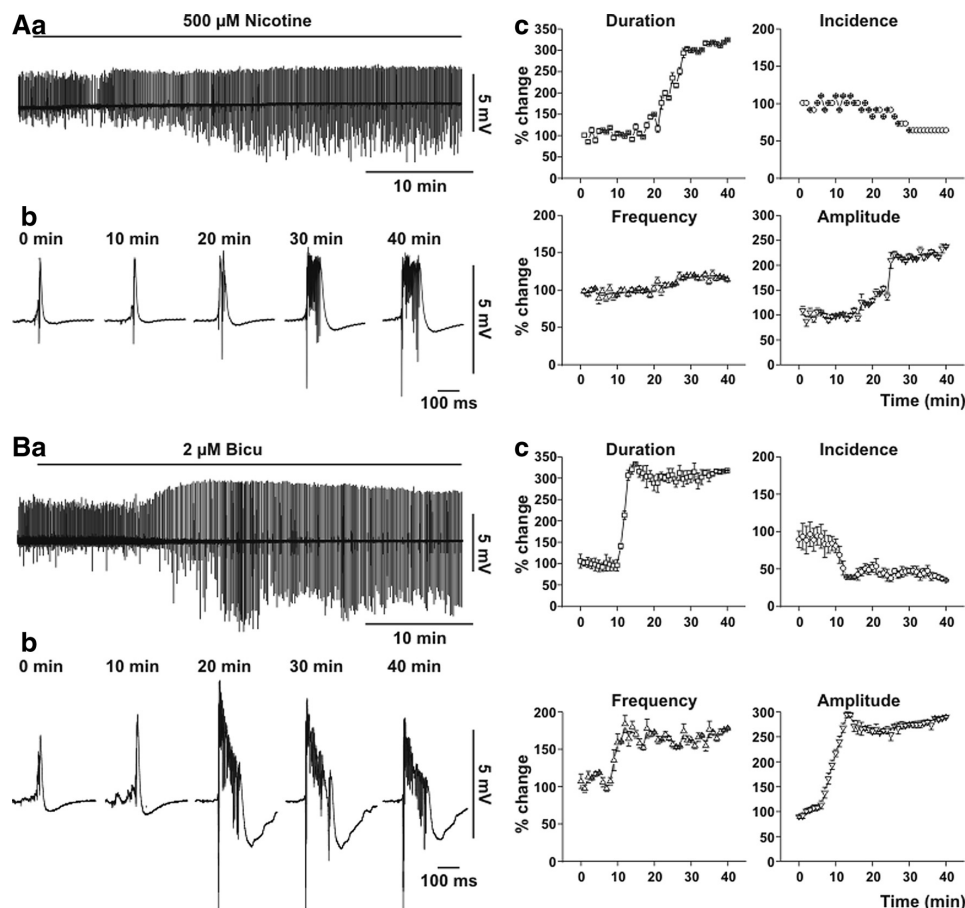 Aa
500 µM Nicotine
5 mV
10 min
b
0 min 10 min 20 min 30 min 40 min
5 mV
100 ms
c
Duration
% change
350
300
250
200
150
100
50
0
0 10 20 30 40
Incidence
200
150
100
50
0
0 10 20 30 40
Frequency
% change
200
150
100
50
0
0 10 20 30 40
Amplitude
300
250
200
150
100
50
0
0 10 20 30 40
Time (min)
Ba
2 µM Bicu
5 mV
10 min
b
0 min 10 min 20 min 30 min 40 min
5 mV
100 ms
c
Duration
% change
350
300
250
200
150
100
50
0
0 10 20 30 40
Incidence
200
150
100
50
0
0 10 20 30 40
Frequency
% change
200
150
100
50
0
0 10 20 30 40
Amplitude
300
250
200
150
100
50
0
0 10 20 30 40
Time (min)